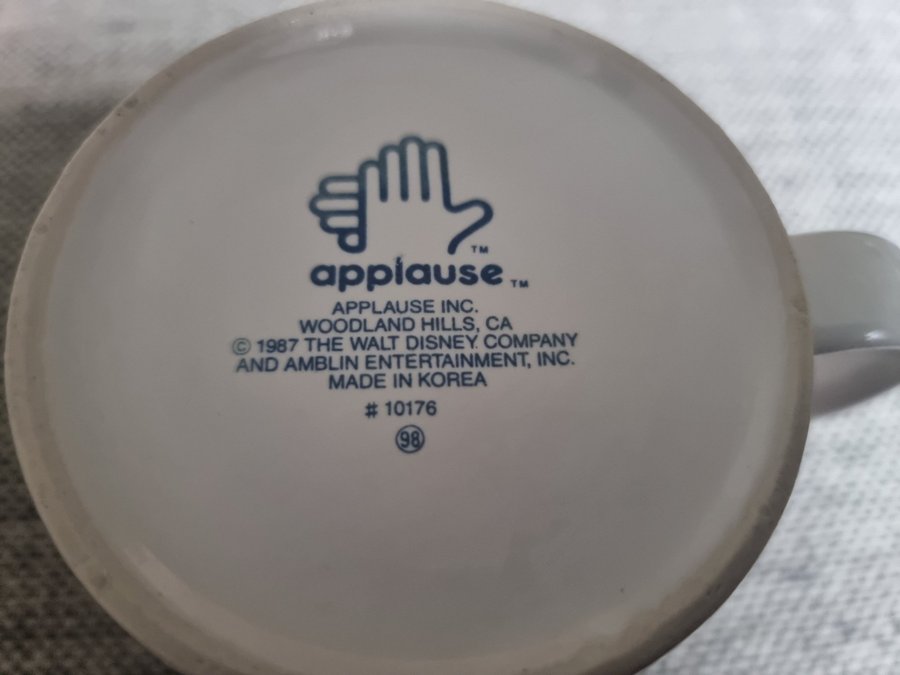 TM
applause TM
APPLAUSE INC.
WOODLAND HILLS, CA
© 1987 THE WALT DISNEY COMPANY
AND AMBLIN ENTERTAINMENT, INC.
MADE IN KOREA
# 10176
98